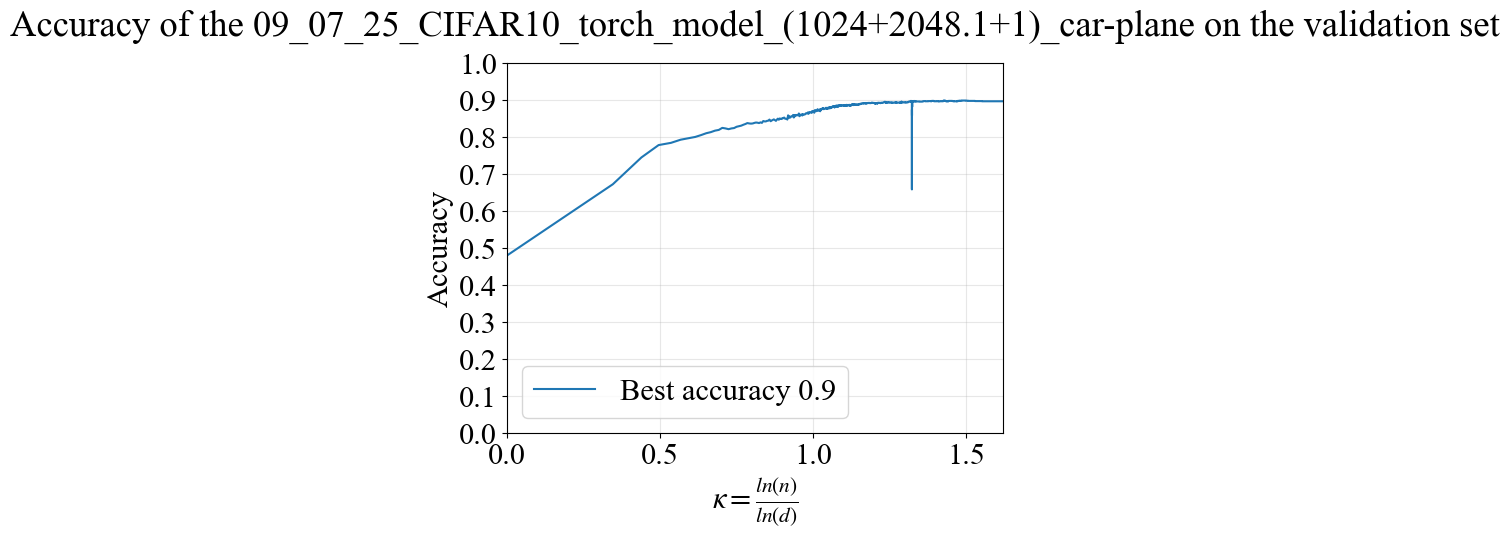 Accuracy of the 09_07_25_CIFAR10_torch_model_(1024+2048.1+1)_car-plane on the validation set
1.0
0.9
0.8
0.7
0.6
0.5
0.4
0.3
0.2
0.1
0.0
Accuracy
Best accuracy 0.9
0.0 0.5 1.0 1.5
κ = ln(n) / ln(d)